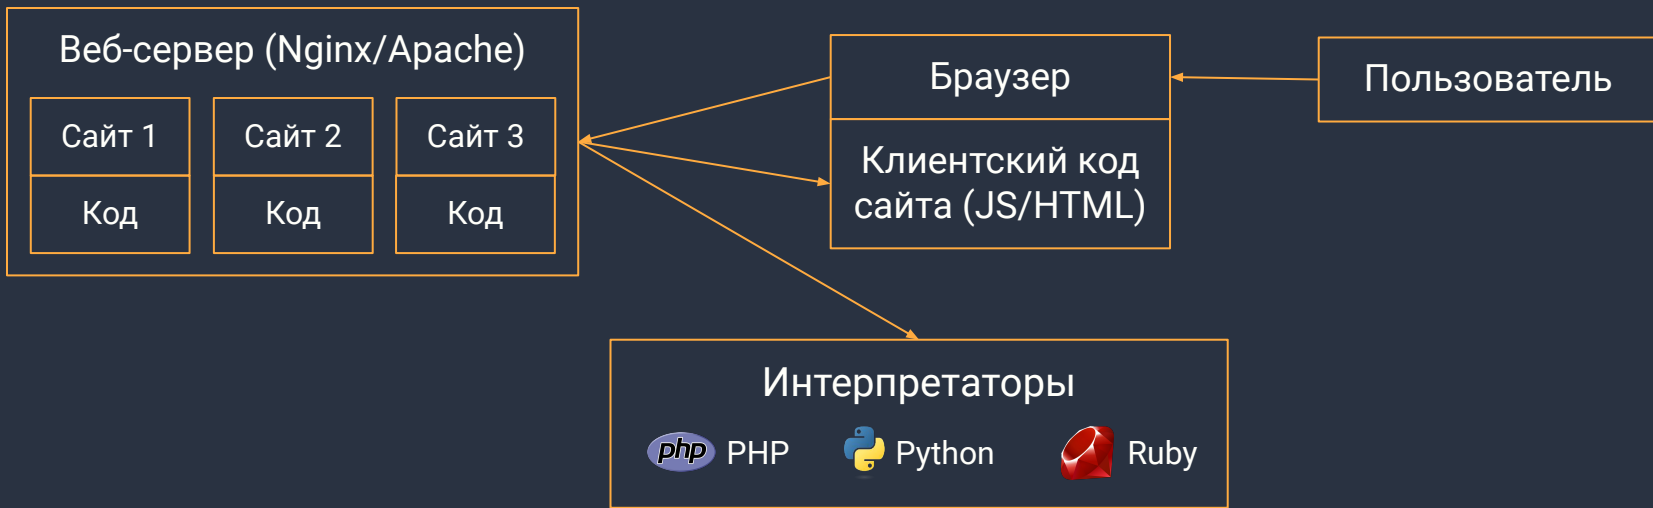 Веб-сервер (Nginx/Apache)
Сайт 1
Код
Сайт 2
Код
Сайт 3
Код
Браузер
Клиентский код
сайта (JS/HTML)
Пользователь
Интерпретаторы
php PHP
Python
Ruby